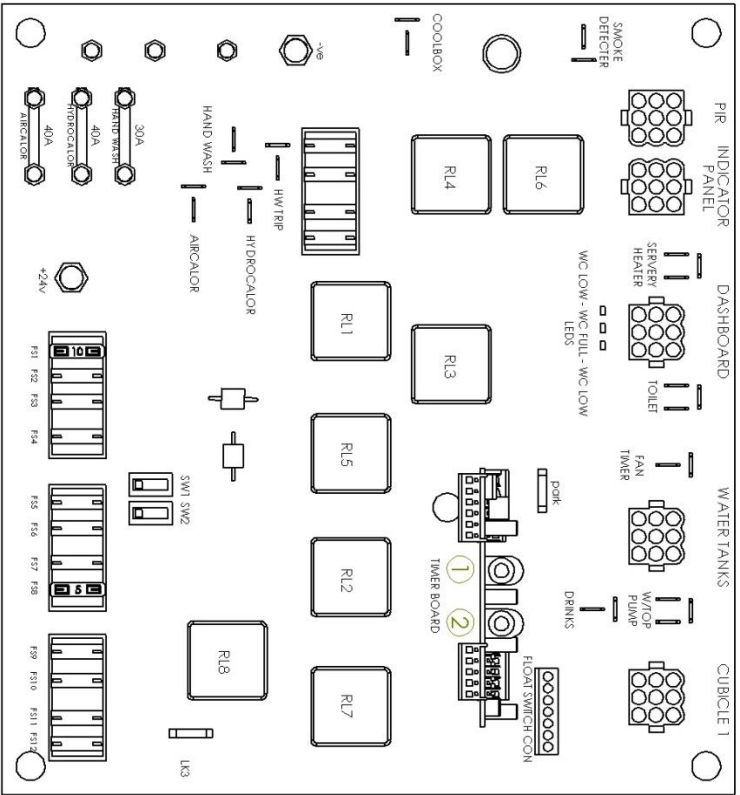 PIR
INDICATOR
PANEL
DASHBOARD
WATER TANKS
CUBICLE 1
SMOKE
DETECTER
SERVERY
HEATER
TOILET
FAN
TIMER
W/TOP
PUMP
DRINKS
COOLBOX
-ve
RL6
RL4
WC LOW - WC FULL - WC LOW
LEDS
park
TIMER BOARD
1
2
FLOAT SWITCH CON
RL3
RL1
RL5
RL2
RL7
RL8
HAND WASH
HW TRIP
HYDROCALOR
AIRCALOR
30A
HAND WASH
40A
HYDROCALOR
40A
AIRCALOR
+24v
SW1 SW2
LK3
10
5
FS1
FS2
FS3
FS4
FS5
FS6
FS7
FS8
FS9
FS10
FS11
FS12